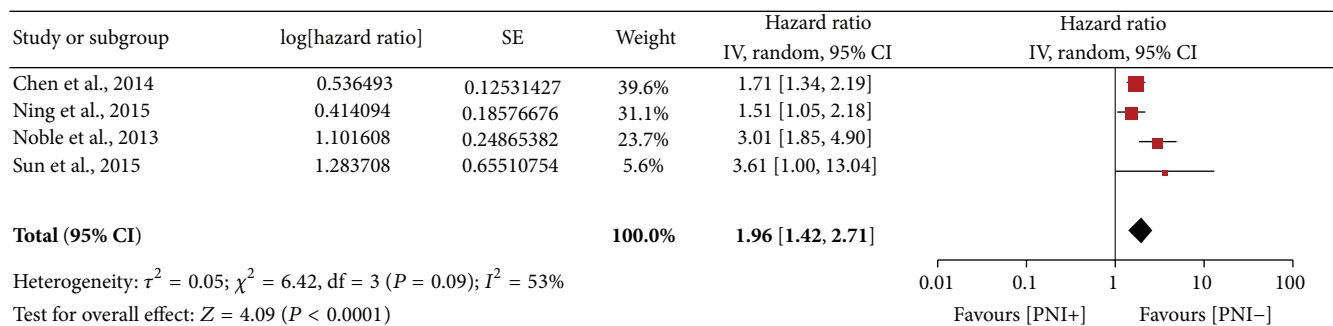 Hazard ratio Hazard ratio
Study or subgroup log[hazard ratio] SE Weight IV, random, 95% CI IV, random, 95% CI
Chen et al., 2014 0.536493 0.12531427 39.6% 1.71 [1.34, 2.19]
Ning et al., 2015 0.414094 0.18576676 31.1% 1.51 [1.05, 2.18]
Noble et al., 2013 1.101608 0.24865382 23.7% 3.01 [1.85, 4.90]
Sun et al., 2015 1.283708 0.65510754 5.6% 3.61 [1.00, 13.04]
Total (95% CI) 100.0% 1.96 [1.42, 2.71]
Heterogeneity: τ² = 0.05; χ² = 6.42, df = 3 (P = 0.09); I² = 53%
Test for overall effect: Z = 4.09 (P < 0.0001)
0.01 0.1 1 10 100
Favours [PNI+] Favours [PNI−]